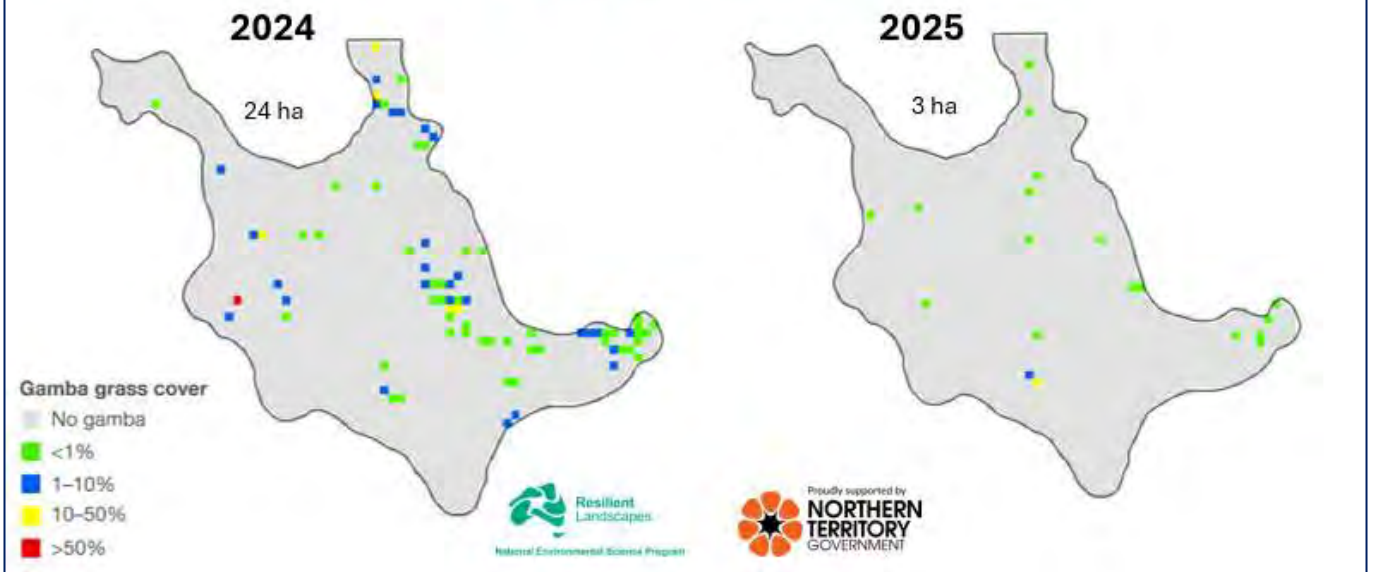 2024
24 ha
2025
3 ha
Gamba grass cover
No gamba
<1%
1–10%
10–50%
>50%
Resilient
Landscapes
National Environmental Science Program
Proudly supported by
NORTHERN
TERRITORY
GOVERNMENT